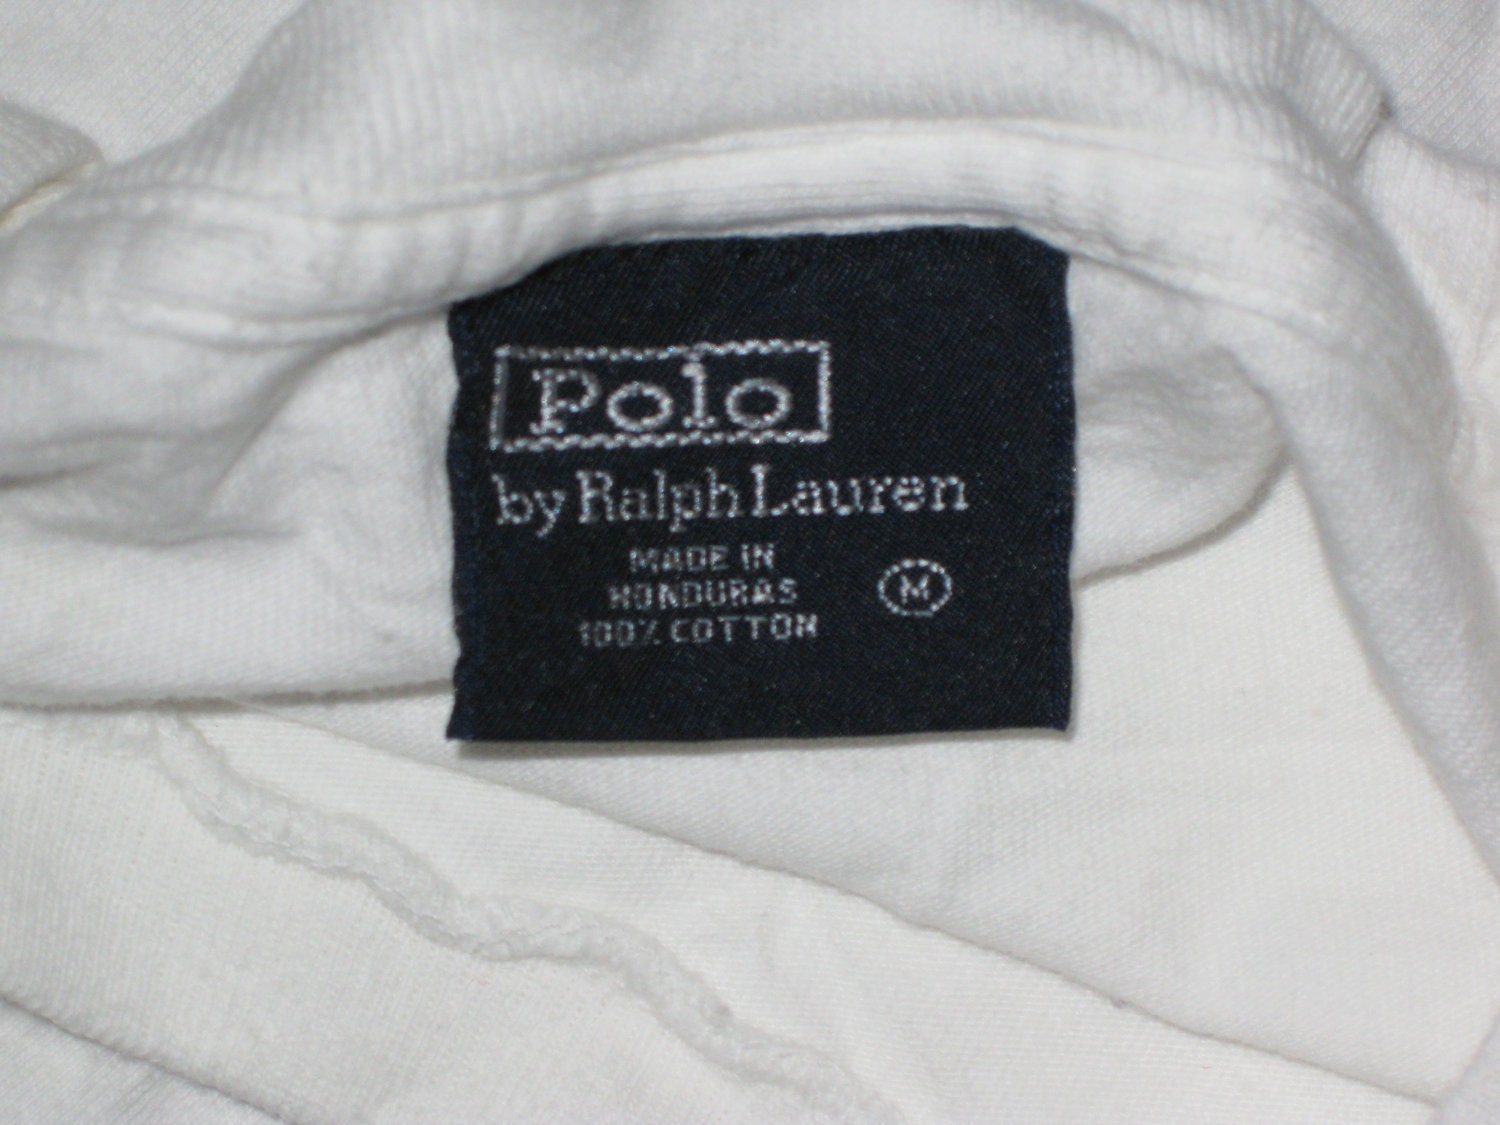 Polo
by Ralph Lauren
MADE IN
HONDURAS
100% COTTON
M